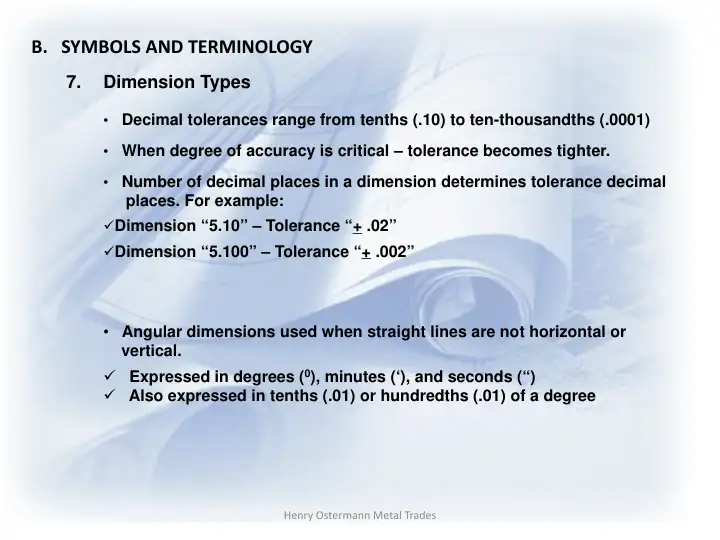 B. SYMBOLS AND TERMINOLOGY
7. Dimension Types
• Decimal tolerances range from tenths (.10) to ten-thousandths (.0001)
• When degree of accuracy is critical – tolerance becomes tighter.
• Number of decimal places in a dimension determines tolerance decimal
places. For example:
✓Dimension “5.10” – Tolerance “± .02”
✓Dimension “5.100” – Tolerance “± .002”
• Angular dimensions used when straight lines are not horizontal or
vertical.
✓ Expressed in degrees (⁰), minutes (‘), and seconds (“)
✓ Also expressed in tenths (.01) or hundredths (.01) of a degree
Henry Ostermann Metal Trades